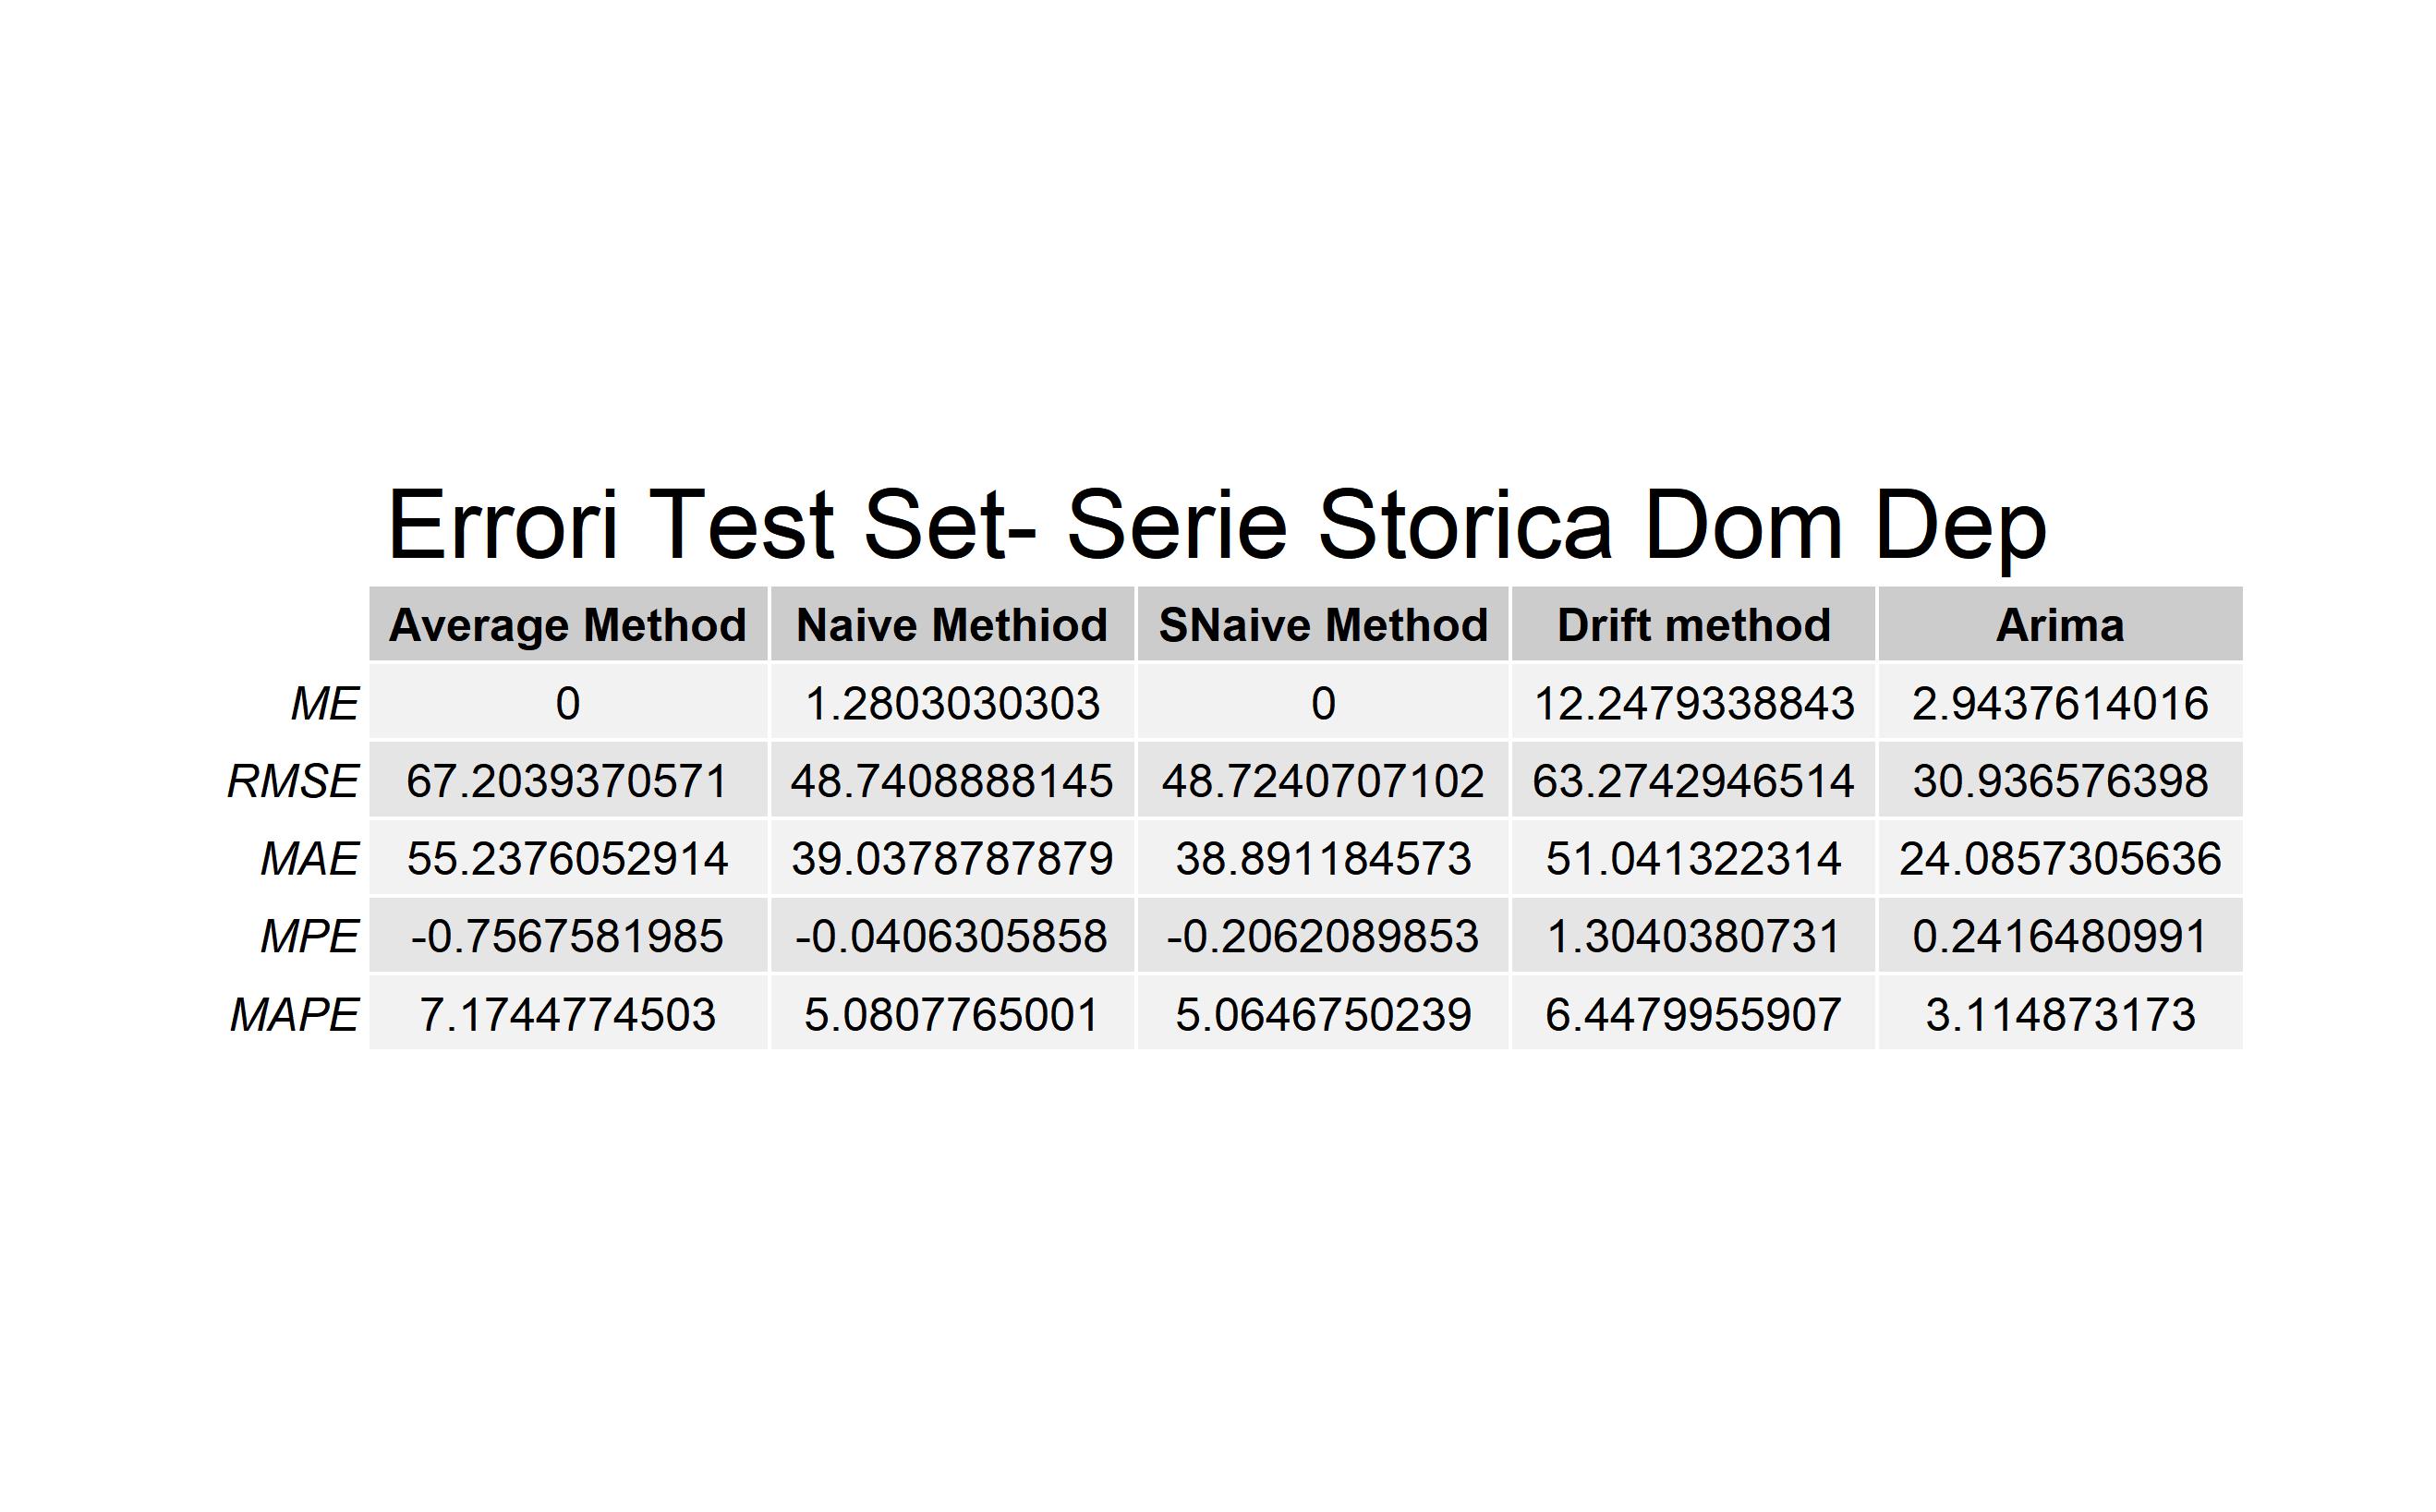 Errori Test Set- Serie Storica Dom Dep
Average Method Naive Methiod SNaive Method Drift method Arima
ME 0 1.2803030303 0 12.2479338843 2.9437614016
RMSE 67.2039370571 48.7408888145 48.7240707102 63.2742946514 30.936576398
MAE 55.2376052914 39.0378787879 38.891184573 51.041322314 24.0857305636
MPE -0.7567581985 -0.0406305858 -0.2062089853 1.3040380731 0.2416480991
MAPE 7.1744774503 5.0807765001 5.0646750239 6.4479955907 3.114873173